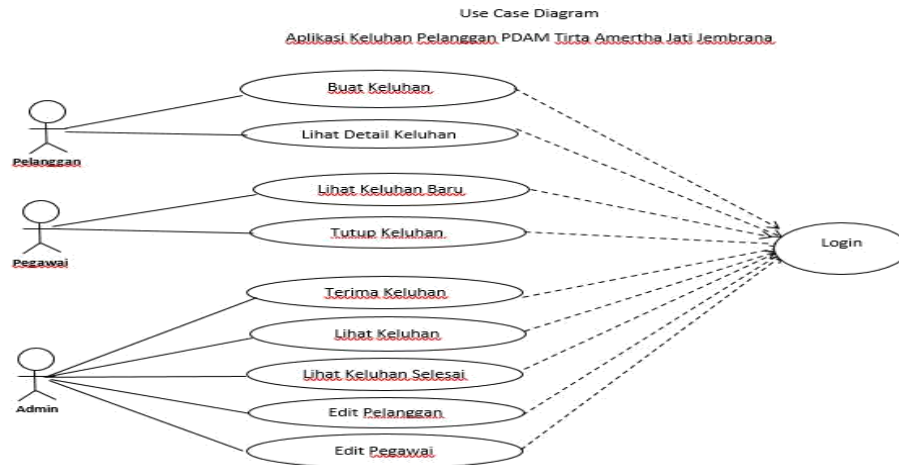 Use Case Diagram
Aplikasi Keluhan Pelanggan PDAM Tirta Amertha Jati Jembrana
Buat Keluhan
Lihat Detail Keluhan
Pelanggan
Lihat Keluhan Baru
Tutup Keluhan
Pegawai
Login
Terima Keluhan
Lihat Keluhan
Lihat Keluhan Selesai
Admin
Edit Pelanggan
Edit Pegawai